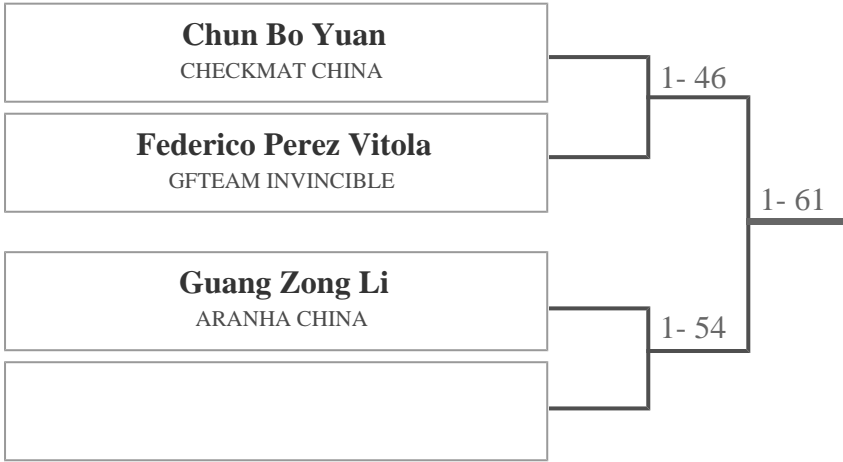 Chun Bo Yuan
CHECKMAT CHINA
1- 46
Federico Perez Vitola
GFTEAM INVINCIBLE
1- 61
Guang Zong Li
ARANHA CHINA
1- 54